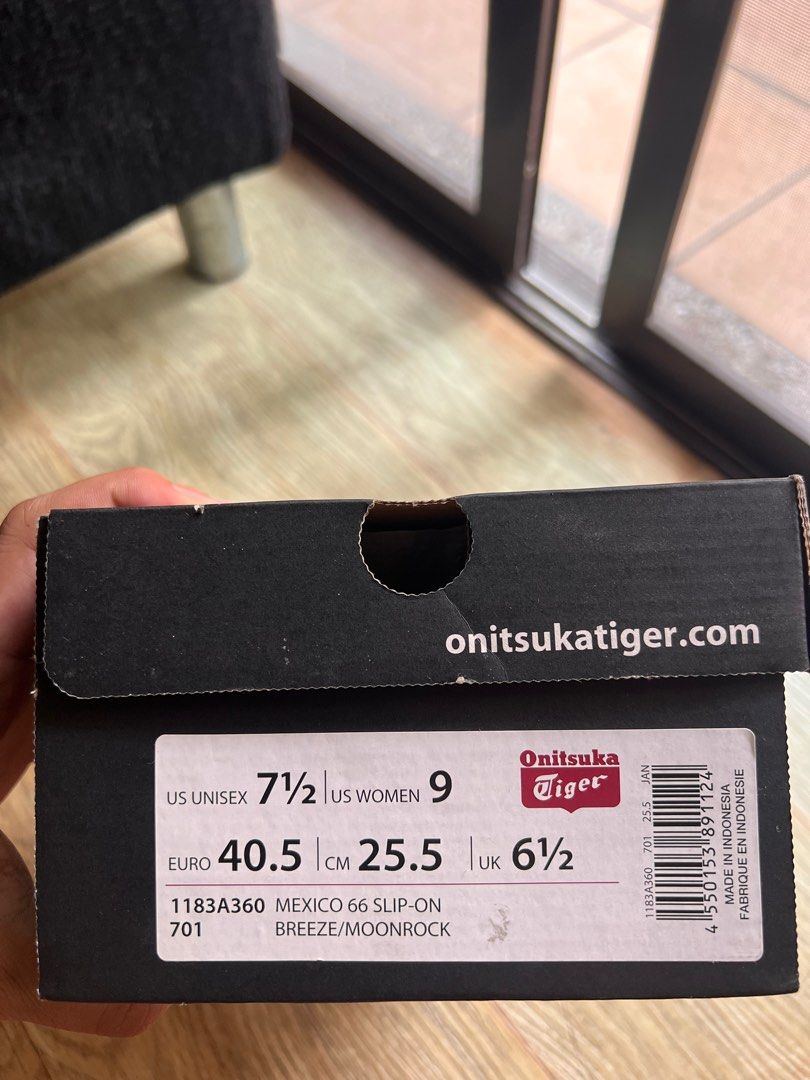 onitsukatiger.com
US UNISEX 7½ US WOMEN 9
Onitsuka
Tiger
EURO 40.5 CM 25.5 UK 6½
1183A360 MEXICO 66 SLIP-ON
701 BREEZE/MOONROCK
1183A360 701 25.5 JAN
4 550153 891124
MADE IN INDONESIA
FABRIQUE EN INDONESIE